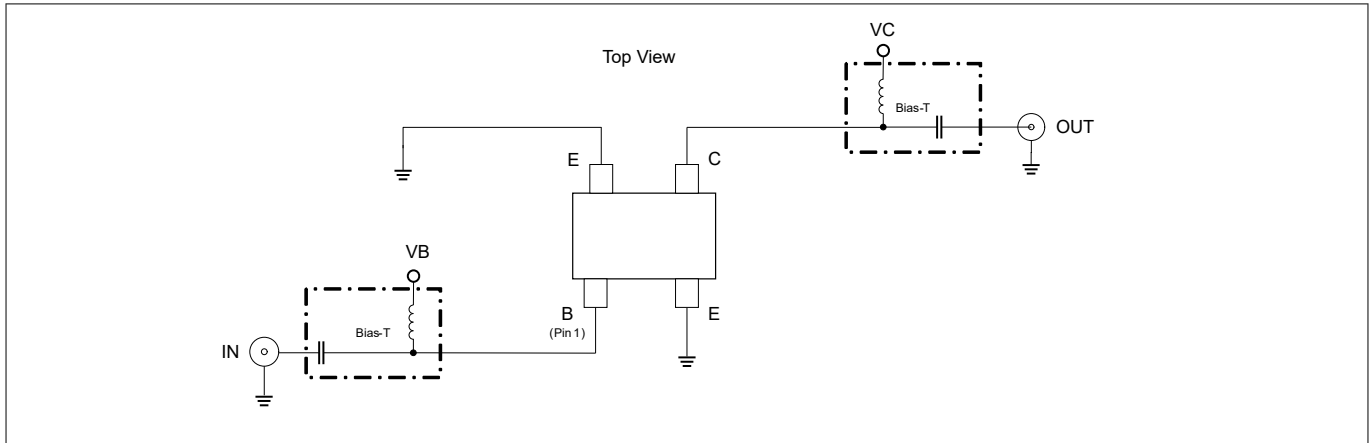 VC
Top View
Bias-T
OUT
E
C
VB
B
E
(Pin 1)
Bias-T
IN